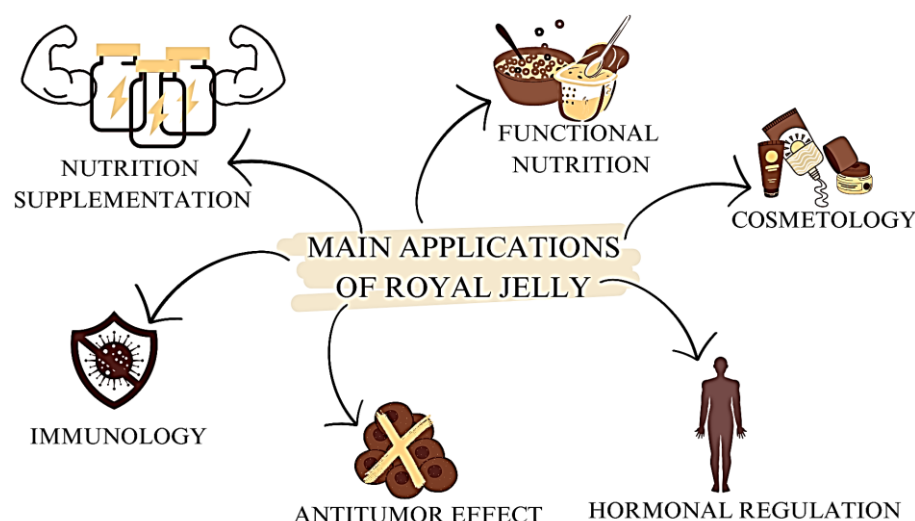 FUNCTIONAL
NUTRITION
NUTRITION
SUPPLEMENTATION
COSMETOLOGY
MAIN APPLICATIONS
OF ROYAL JELLY
IMMUNOLOGY
ANTITUMOR EFFECT
HORMONAL REGULATION